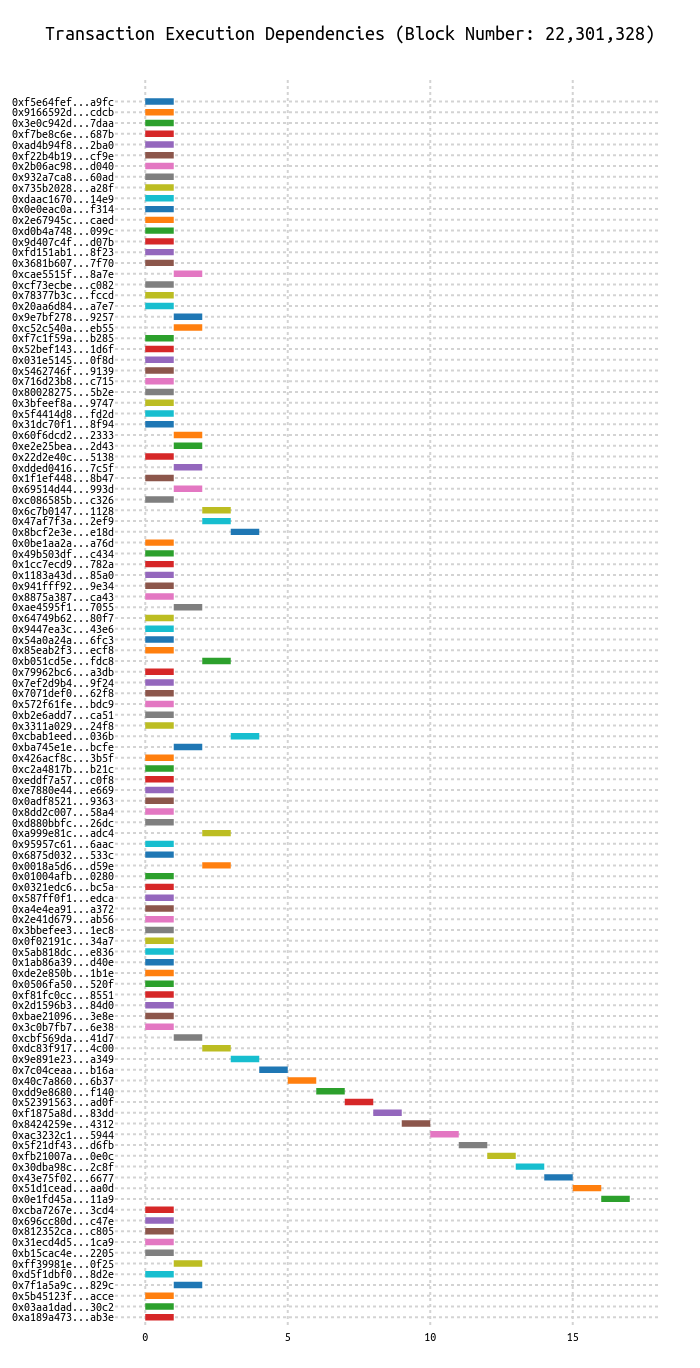 Transaction Execution Dependencies (Block Number: 22,301,328)
0xf5e64fef...a9fc
0x9166592d...cdcb
0x3e0c942d...7daa
0xf7be8c6e...687b
0xad4b94f8...2ba0
0xf22b4b19...cf9e
0x2b06ac98...d040
0x932a7ca8...60ad
0x735b2028...a28f
0xdaac1670...14e9
0x0e0eac0a...f314
0x2e67945c...caed
0xd0b4a748...099c
0x9d407c4f...d07b
0xfd151ab1...8f23
0x3681b607...7f70
0xcae5515f...8a7e
0xcf73ecbe...c082
0x78377b3c...fccd
0x20aa6d84...a7e7
0x9e7bf278...9257
0xc52c540a...eb55
0xf7c1f59a...b285
0x52bef143...1d6f
0x031e5145...0f8d
0x5462746f...9139
0x716d23b8...c715
0x80028275...5b2e
0x3bfeef8a...9747
0x5f4414d8...fd2d
0x31dc70f1...8f94
0x60f6dcd2...2333
0xe2e25bea...2d43
0x22d2e40c...5138
0xdded0416...7c5f
0x1f1ef448...8b47
0x69514d44...993d
0xc086585b...c326
0x6c7b0147...1128
0x47af7f3a...2ef9
0x8bcf2e3e...e18d
0x0be1aa2a...a76d
0x49b503df...c434
0x1cc7ecd9...782a
0x1183a43d...85a0
0x941fff92...9e34
0x8875a387...ca43
0xae4595f1...7055
0x64749b62...80f7
0x9447ea3c...43e6
0x54a0a24a...6fc3
0x85eab2f3...ecf8
0xb051cd5e...fdc8
0x79962bc6...a3db
0x7ef2d9b4...9f24
0x7071def0...62f8
0x572f61fe...bdc9
0xb2e6add7...ca51
0x3311a029...24f8
0xcbab1eed...036b
0xba745e1e...bcfe
0x426acf8c...3b5f
0xc2a4817b...b21c
0xeddf7a57...c0f8
0xe7880e44...e669
0x0adf8521...9363
0x8dd2c007...58a4
0xd880bbfc...26dc
0xa999e81c...adc4
0x95957c61...6aac
0x6875d032...533c
0x0018a5d6...d59e
0x01004afb...0280
0x0321edc6...bc5a
0x587ff0f1...edca
0xa4e4ea91...a372
0x2e41d679...ab56
0x3bbefee3...1ec8
0x0f02191c...34a7
0x5ab818dc...e836
0x1ab86a39...d40e
0xde2e850b...1b1e
0x0506fa50...520f
0xf81fc0cc...8551
0x2d1596b3...84d0
0xbae21096...3e8e
0x3c0b7fb7...6e38
0xcbf569da...41d7
0xdc83f917...4c00
0x9e891e23...a349
0x7c04ceaa...b16a
0x40c7a860...6b37
0xdd9e8680...f140
0x52391563...ad0f
0xf1875a8d...83dd
0x8424259e...4312
0xac3232c1...5944
0x5f21df43...d6fb
0xfb21007a...0e0c
0x30dba98c...2c8f
0x43e75f02...6677
0x51d1cead...aa0d
0x0e1fd45a...11a9
0xcba7267e...3cd4
0x696cc80d...c47e
0x812352ca...c805
0x31ecd4d5...1ca9
0xb15cac4e...2205
0xff39981e...0f25
0xd5f1dbf0...8d2e
0x7f1a5a9c...829c
0x5b45123f...acce
0x03aa1dad...30c2
0xa189a473...ab3e
0 5 10 15